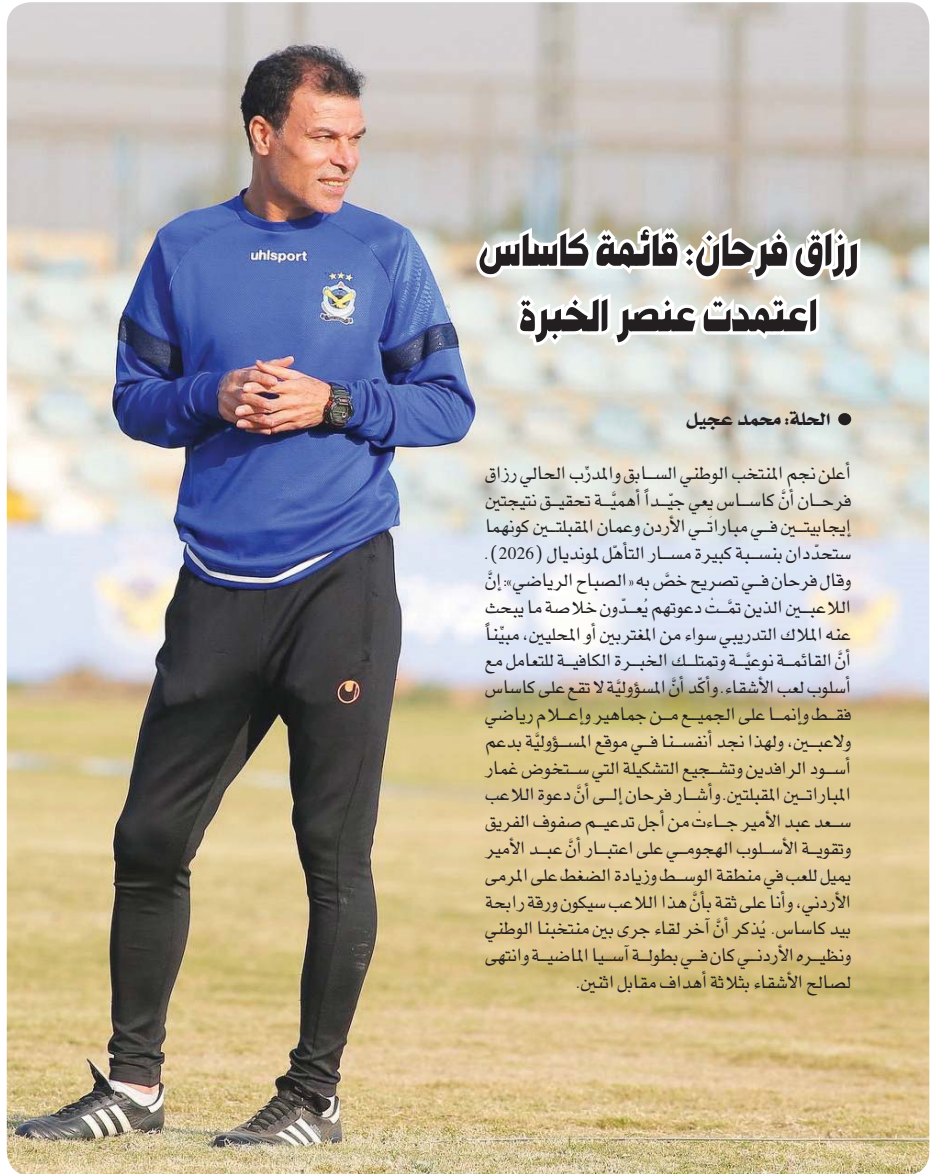 uhlsport
رزاق فرحان: قائمة كاساس
اعتمدت عنصر الخبرة
● الحلة: محمد عجيل
أعلن نجم المنتخب الوطني السابق والمدرِّب الحالي رزاق
فرحان أنَّ كاساس يعي جيّداً أهميَّة تحقيق نتيجتين
إيجابيتين في مباراتَي الأردن وعمان المقبلتين كونهما
ستحدّدان بنسبة كبيرة مسار التأهّل لمونديال (2026).
وقال فرحان في تصريح خصَّ به «الصباح الرياضي»: إنَّ
اللاعبين الذين تمَّتْ دعوتهم يُعدّون خلاصة ما يبحث
عنه الملاك التدريبي سواء من المغتربين أو المحليين، مبيِّناً
أنَّ القائمة نوعيَّة وتمتلك الخبرة الكافية للتعامل مع
أسلوب لعب الأشقاء. وأكّد أنَّ المسؤوليَّة لا تقع على كاساس
فقط وإنما على الجميع من جماهير وإعلام رياضي
ولاعبين، ولهذا نجد أنفسنا في موقع المسؤوليَّة بدعم
أسود الرافدين وتشجيع التشكيلة التي ستخوض غمار
المباراتين المقبلتين. وأشار فرحان إلى أنَّ دعوة اللاعب
سعد عبد الأمير جاءتْ من أجل تدعيم صفوف الفريق
وتقوية الأسلوب الهجومي على اعتبار أنَّ عبد الأمير
يميل للعب في منطقة الوسط وزيادة الضغط على المرمى
الأردني، وأنا على ثقة بأنَّ هذا اللاعب سيكون ورقة رابحة
بيد كاساس. يُذكر أنَّ آخر لقاء جرى بين منتخبنا الوطني
ونظيره الأردني كان في بطولة آسيا الماضية وانتهى
لصالح الأشقاء بثلاثة أهداف مقابل اثنين.